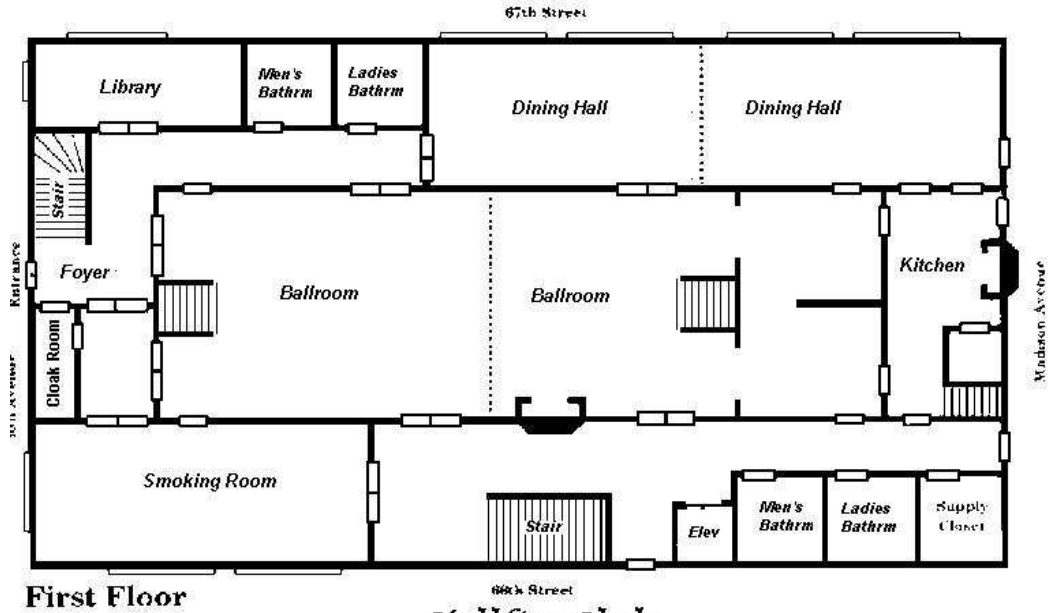 67th Street
Library
Men's
Bathrm
Ladies
Bathrm
Dining Hall
Dining Hall
Stair
Entrance
Foyer
Ballroom
Ballroom
Kitchen
Madison Avenue
Cloak Room
Avenue
Smoking Room
Stair
Elev
Men's
Bathrm
Ladies
Bathrm
Supply
Closet
First Floor
66th Street